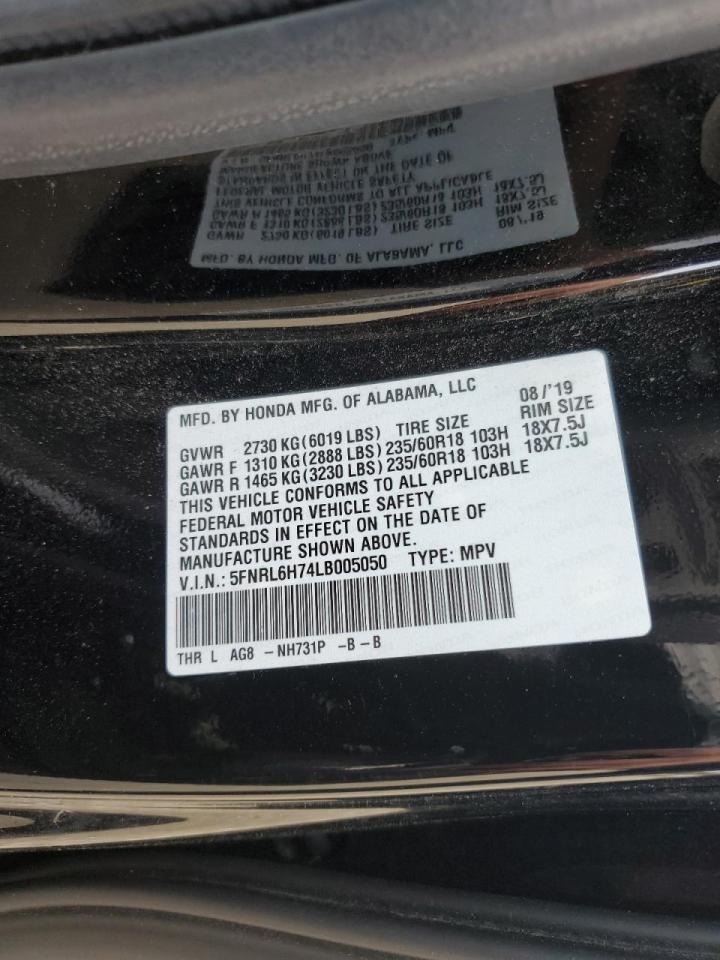 MFD. BY HONDA MFG. OF ALABAMA, LLC 08/'19
GVWR 2730 KG(6019 LBS) TIRE SIZE RIM SIZE
GAWR F 1310 KG(2888 LBS) 235/60R18 103H 18X7.5J
GAWR R 1465 KG(3230 LBS) 235/60R18 103H 18X7.5J
THIS VEHICLE CONFORMS TO ALL APPLICABLE
FEDERAL MOTOR VEHICLE SAFETY
STANDARDS IN EFFECT ON THE DATE OF
MANUFACTURE SHOWN ABOVE.
V.I.N.: 5FNRL6H74LB005050 TYPE: MPV
THR L AG8 -NH731P -B-B